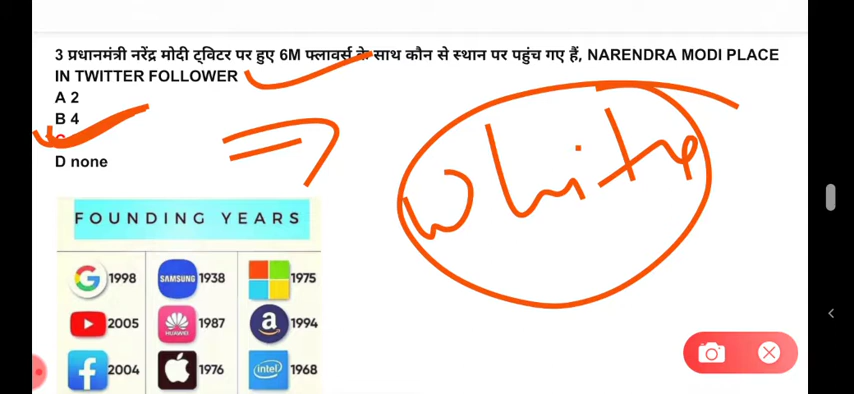 3 प्रधानमंत्री नरेंद्र मोदी ट्विटर पर हुए 6M फ्लावर्स के साथ कौन से स्थान पर पहुंच गए हैं, NARENDRA MODI PLACE
IN TWITTER FOLLOWER
A 2
B 4
C
D none
White
FOUNDING YEARS
1998 SAMSUNG 1938 1975
2005 HUAWEI 1987 a 1994
f 2004 1976 intel 1968